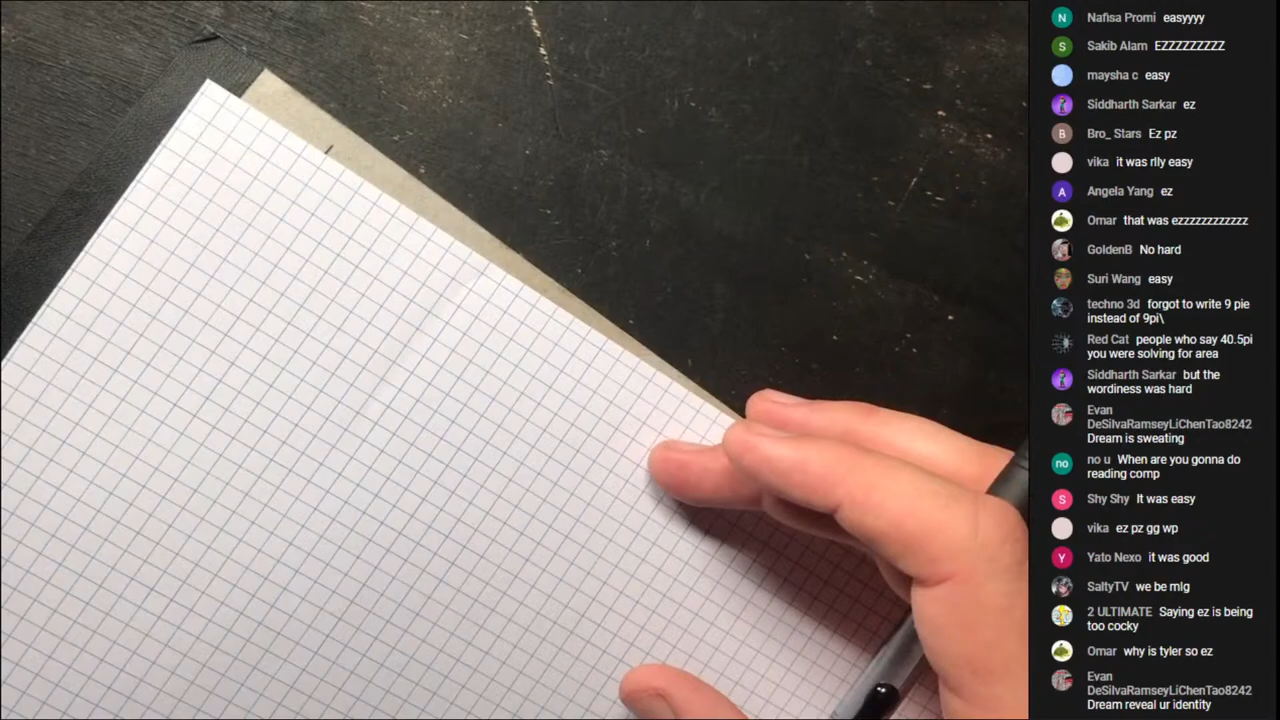 N Nafisa Promi easyyyy
S Sakib Alam EZZZZZZZZZ
maysha c easy
Siddharth Sarkar ez
B Bro_ Stars Ez pz
vika it was rlly easy
A Angela Yang ez
Omar that was ezzzzzzzzzzzz
GoldenB No hard
Suri Wang easy
techno 3d forgot to write 9 pie
instead of 9pi\
Red Cat people who say 40.5pi
you were solving for area
Siddharth Sarkar but the
wordiness was hard
Evan
DeSilvaRamseyLiChenTao8242
Dream is sweating
no no u When are you gonna do
reading comp
S Shy Shy It was easy
vika ez pz gg wp
Y Yato Nexo it was good
SaltyTV we be mlg
2 ULTIMATE Saying ez is being
too cocky
Omar why is tyler so ez
Evan
DeSilvaRamseyLiChenTao8242
Dream reveal ur identity